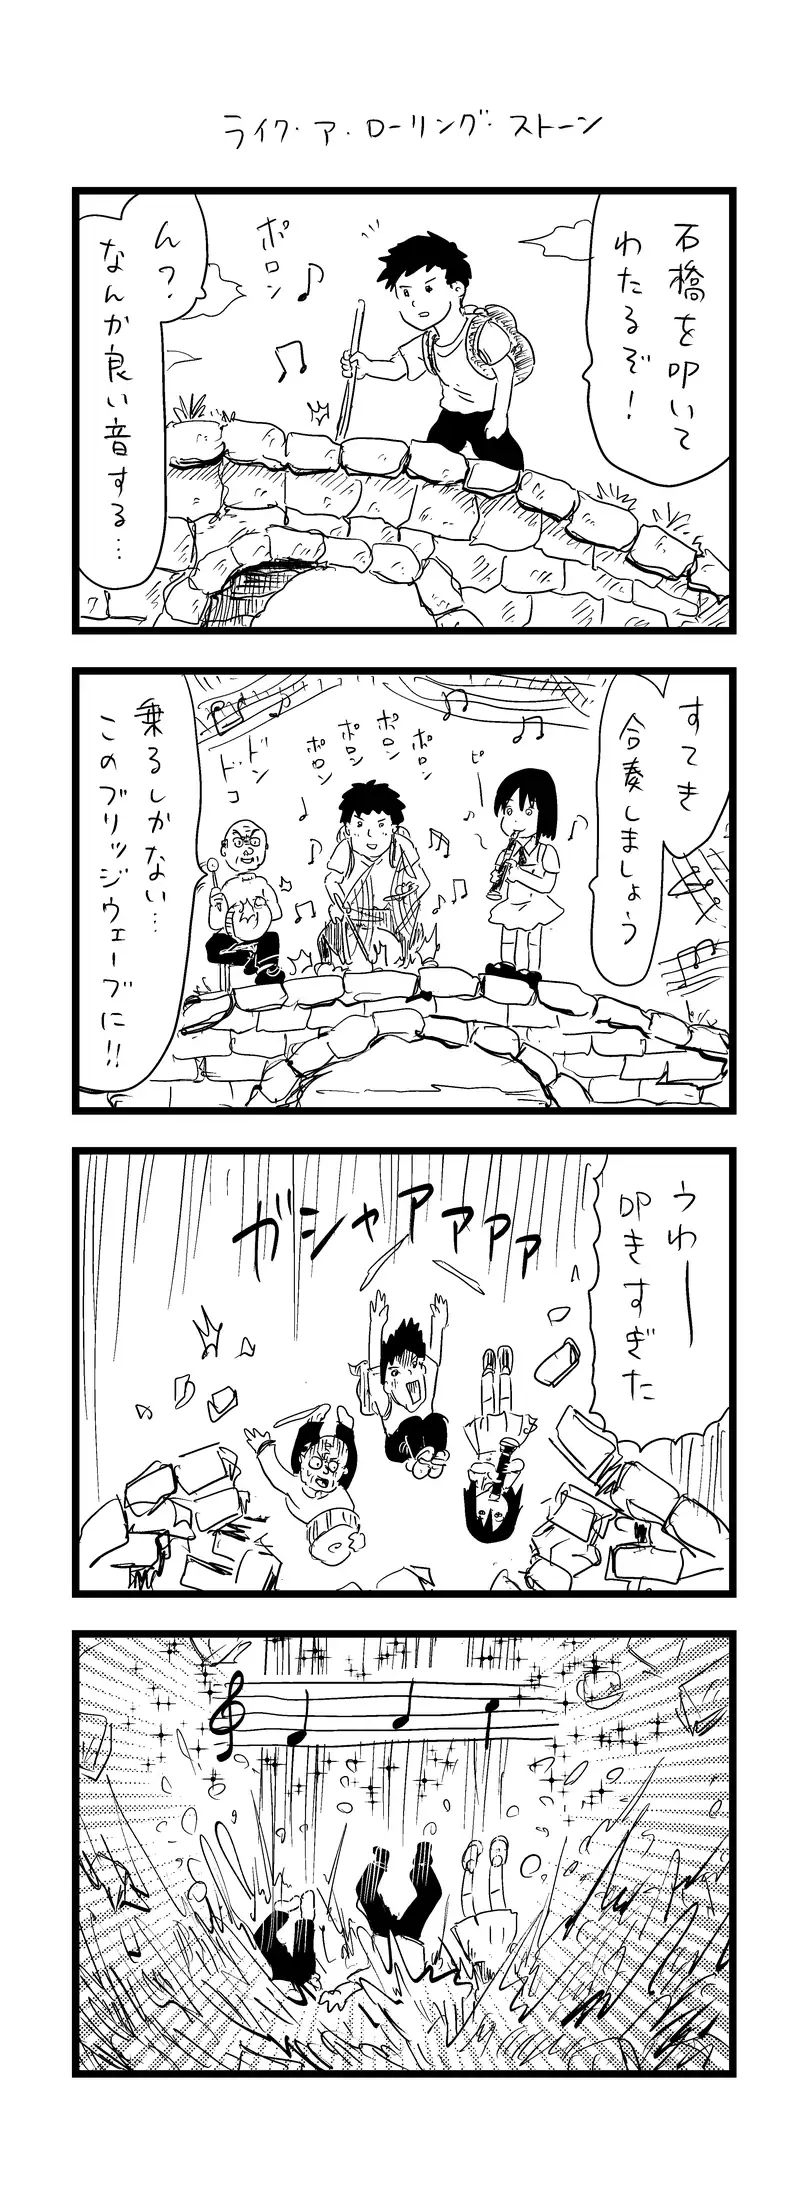 ライク・ア・ローリング・ストーン
石橋を叩いて
わたるぞ!
ポロン
ん?
なんか良い音する…
すてき
合奏しましょう
ピー
ポロン
ポロン
ポロン
ポロン
ドン
ドコ
乗るしかない…
このブリッジウェーブに!!
うわー
叩きすぎた
ガシャアアアア